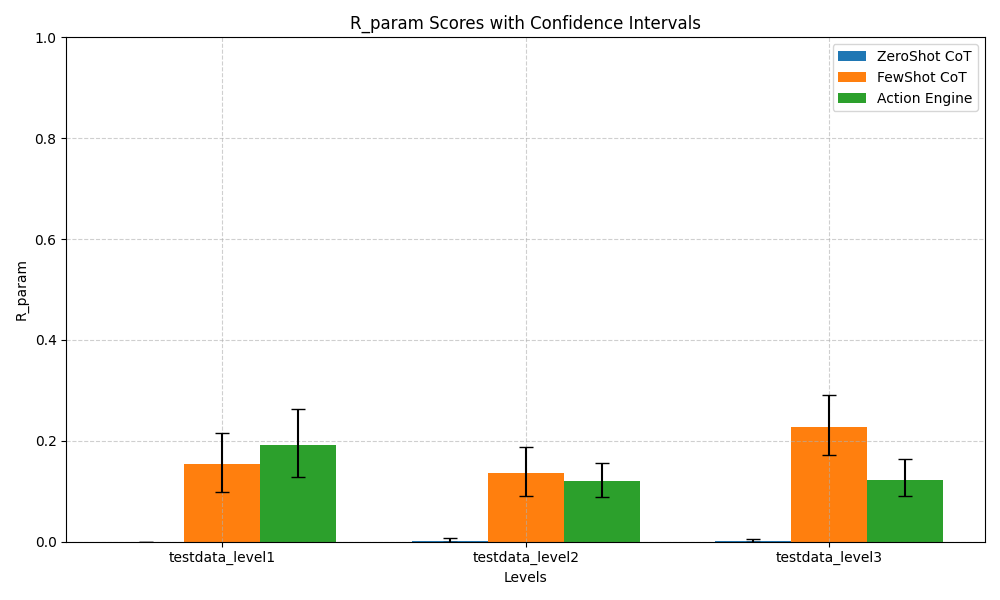 R_param Scores with Confidence Intervals
ZeroShot CoT
FewShot CoT
Action Engine
R_param
1.0
0.8
0.6
0.4
0.2
0.0
testdata_level1 testdata_level2 testdata_level3
Levels